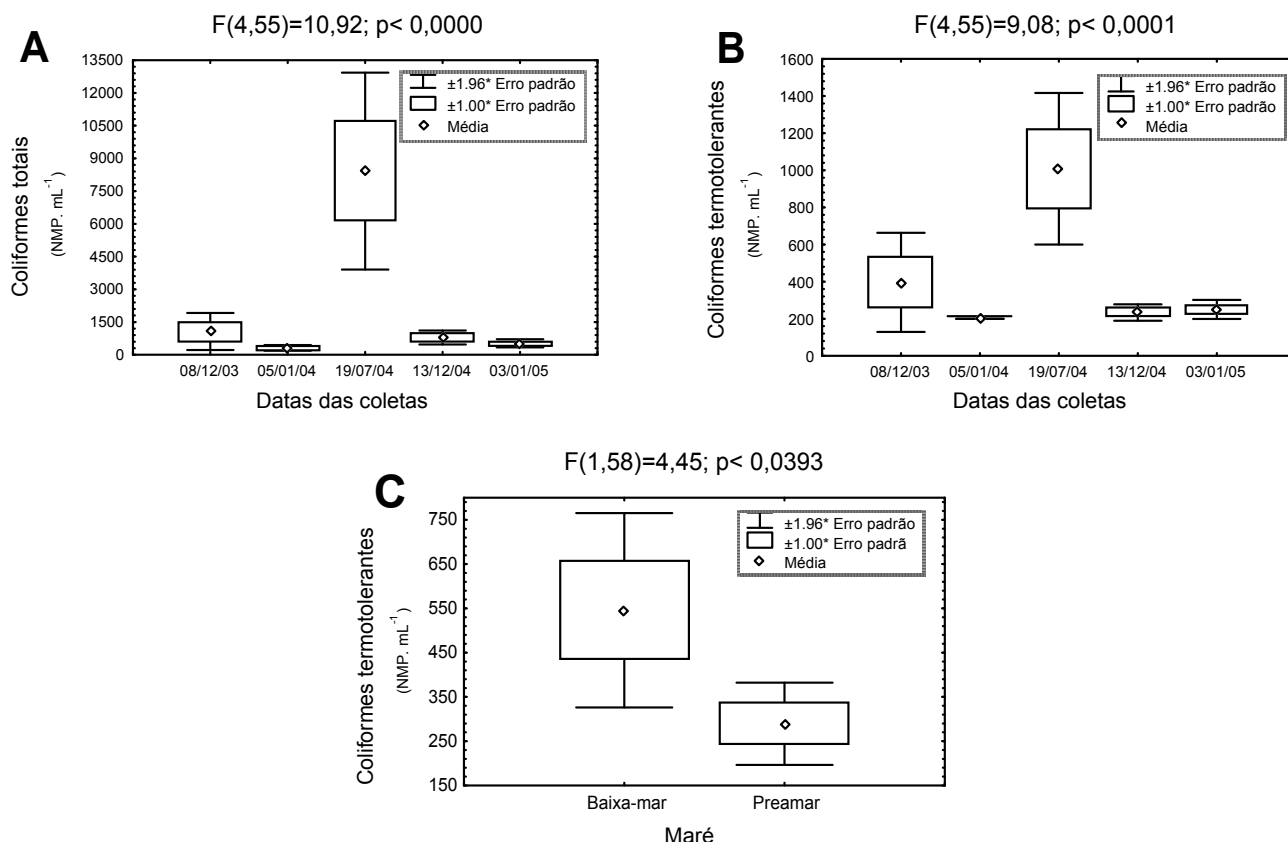 A
F(4,55)=10,92; p< 0,0000
Coliformes totais
(NMP. mL⁻¹)
13500
13000
10500
9000
7500
6000
4500
3000
1500
0
±1.96* Erro padrão
±1.00* Erro padrão
Média
08/12/03 05/01/04 19/07/04 13/12/04 03/01/05
Datas das coletas
B
F(4,55)=9,08; p< 0,0001
Coliformes termotolerantes
(NMP. mL⁻¹)
1600
1400
1200
1000
800
600
400
200
0
±1.96* Erro padrão
±1.00* Erro padrão
Média
08/12/03 05/01/04 19/07/04 13/12/04 03/01/05
Datas das coletas
C
F(1,58)=4,45; p< 0,0393
Coliformes termotolerantes
(NMP. mL⁻¹)
750
650
550
450
350
250
150
±1.96* Erro padrão
±1.00* Erro padrã
Média
Baixa-mar Preamar
Maré